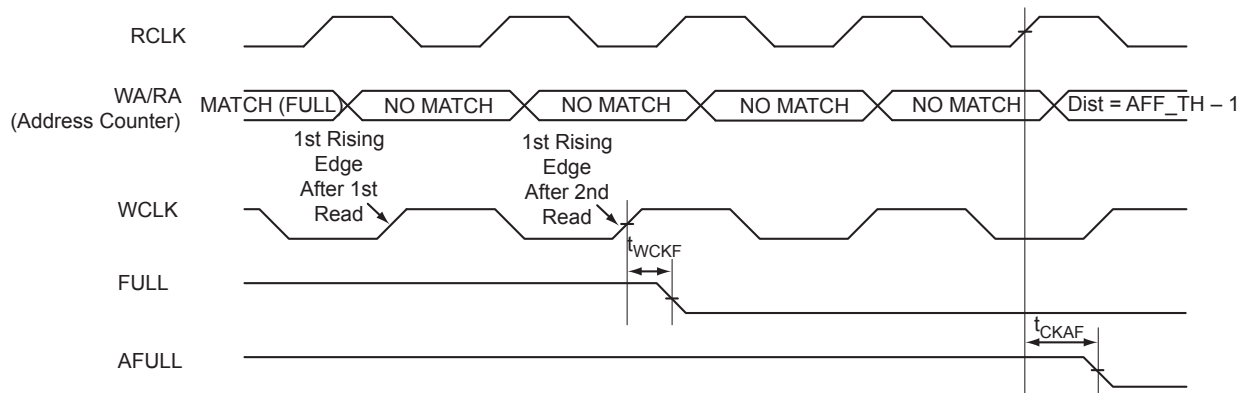 RCLK
WA/RA
(Address Counter)
MATCH (FULL)
NO MATCH
NO MATCH
NO MATCH
NO MATCH
Dist = AFF_TH – 1
1st Rising
Edge
After 1st
Read
1st Rising
Edge
After 2nd
Read
WCLK
tWCKF
FULL
tCKAF
AFULL